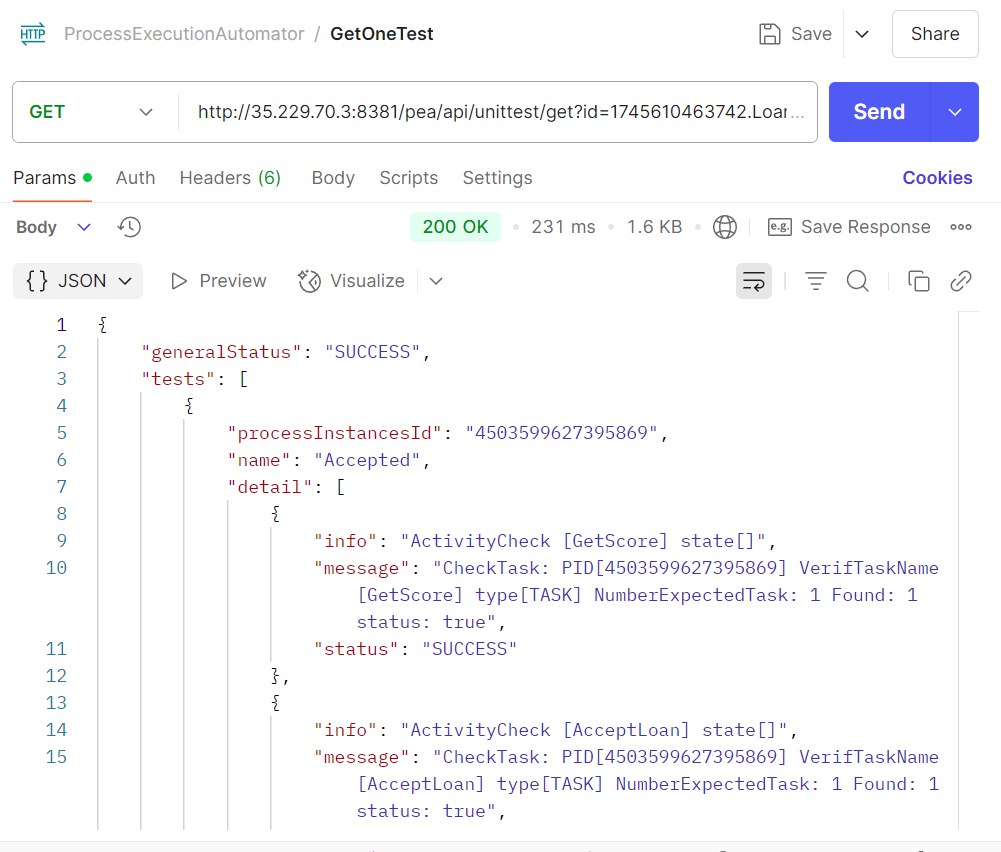 HTTP ProcessExecutionAutomator / GetOneTest Save Share
GET http://35.229.70.3:8381/pea/api/unittest/get?id=1745610463742.Loar... Send
Params Auth Headers (6) Body Scripts Settings Cookies
Body 200 OK 231 ms 1.6 KB e.g. Save Response
{} JSON Preview Visualize
1 {
2 "generalStatus": "SUCCESS",
3 "tests": [
4 {
5 "processInstancesId": "4503599627395869",
6 "name": "Accepted",
7 "detail": [
8 {
9 "info": "ActivityCheck [GetScore] state[]",
10 "message": "CheckTask: PID[4503599627395869] VerifTaskName
[GetScore] type[TASK] NumberExpectedTask: 1 Found: 1
status: true",
11 "status": "SUCCESS"
12 },
13 {
14 "info": "ActivityCheck [AcceptLoan] state[]",
15 "message": "CheckTask: PID[4503599627395869] VerifTaskName
[AcceptLoan] type[TASK] NumberExpectedTask: 1 Found: 1
status: true",